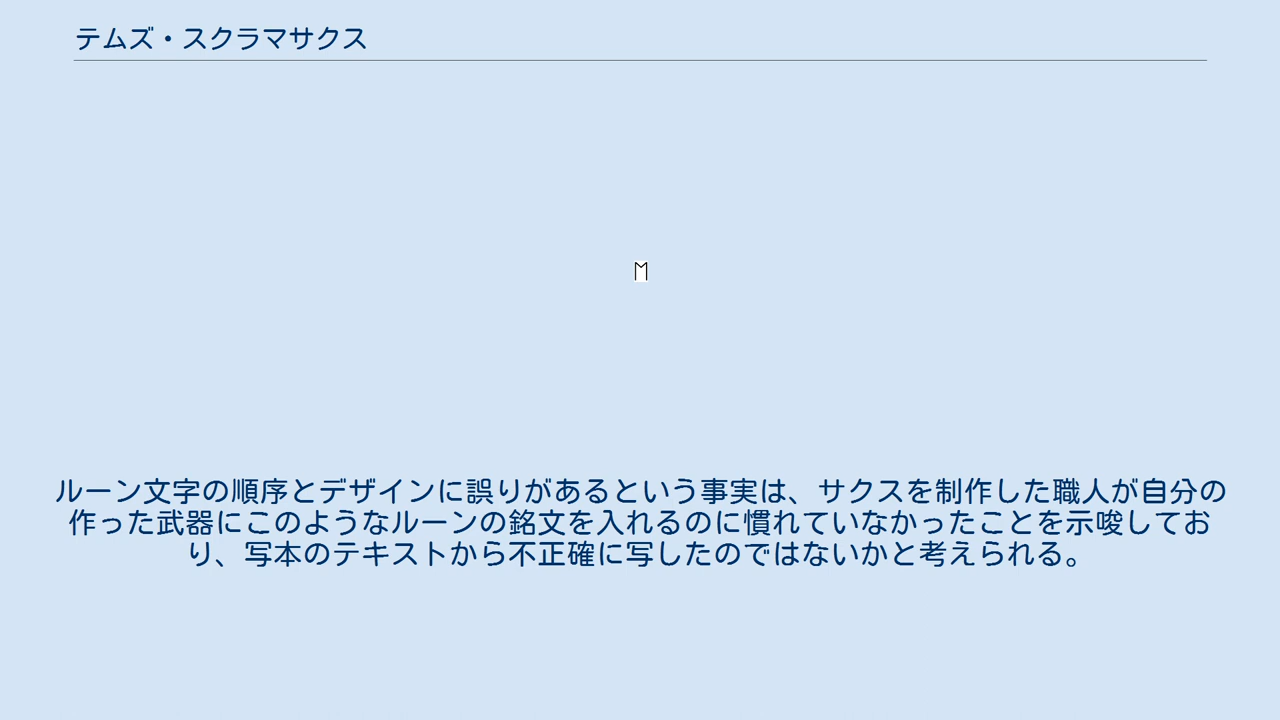 テムズ・スクラマサクス
ᛖ
ルーン文字の順序とデザインに誤りがあるという事実は、サクスを制作した職人が自分の
作った武器にこのようなルーンの銘文を入れるのに慣れていなかったことを示唆してお
り、写本のテキストから不正確に写したのではないかと考えられる。